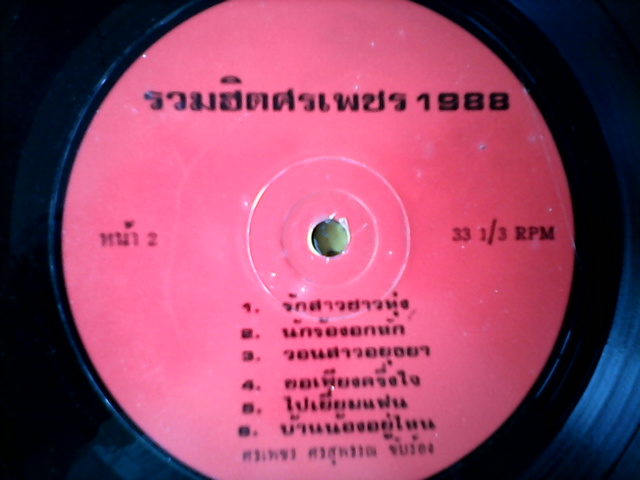 รวมฮิตศรเพชร 1988
หน้า 2
33 1/3 RPM
1. รักสาวชาวทุ่ง
2. นักร้องอกหัก
3. วอนสาวอยุธยา
4. ขอเพียงครึ่งใจ
5. ไปเยี่ยมแฟน
6. บ้านน้องอยู่ไหน
ศรเพชร ศรสุพรรณ ขับร้อง